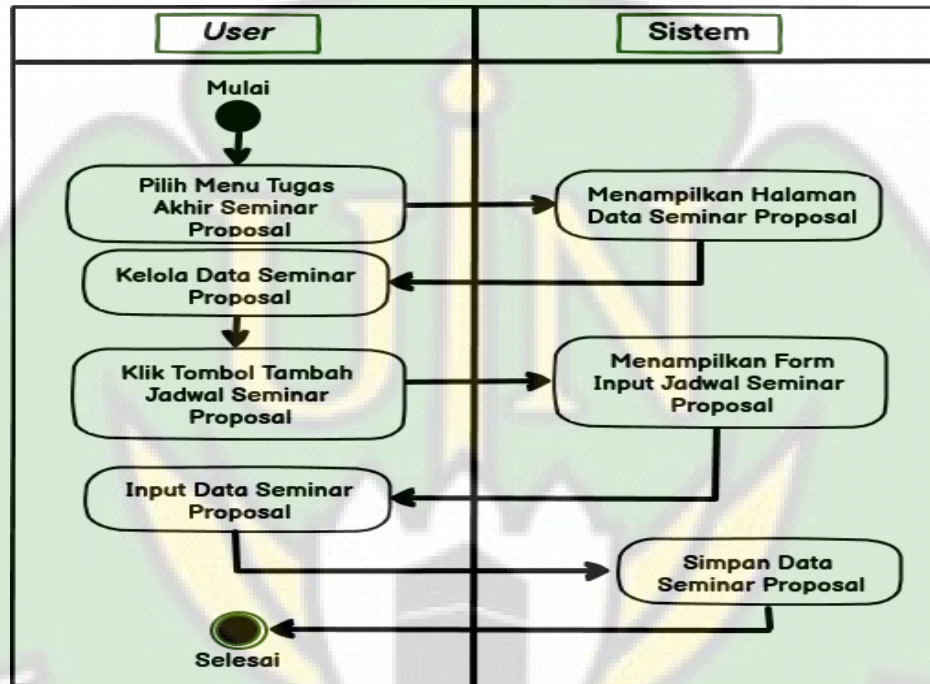 User
Sistem
Mulai
Pilih Menu Tugas
Akhir Seminar
Proposal
Menampilkan Halaman
Data Seminar Proposal
Kelola Data Seminar
Proposal
Klik Tombol Tambah
Jadwal Seminar
Proposal
Menampilkan Form
Input Jadwal Seminar
Proposal
Input Data Seminar
Proposal
Simpan Data
Seminar Proposal
Selesai
UIN